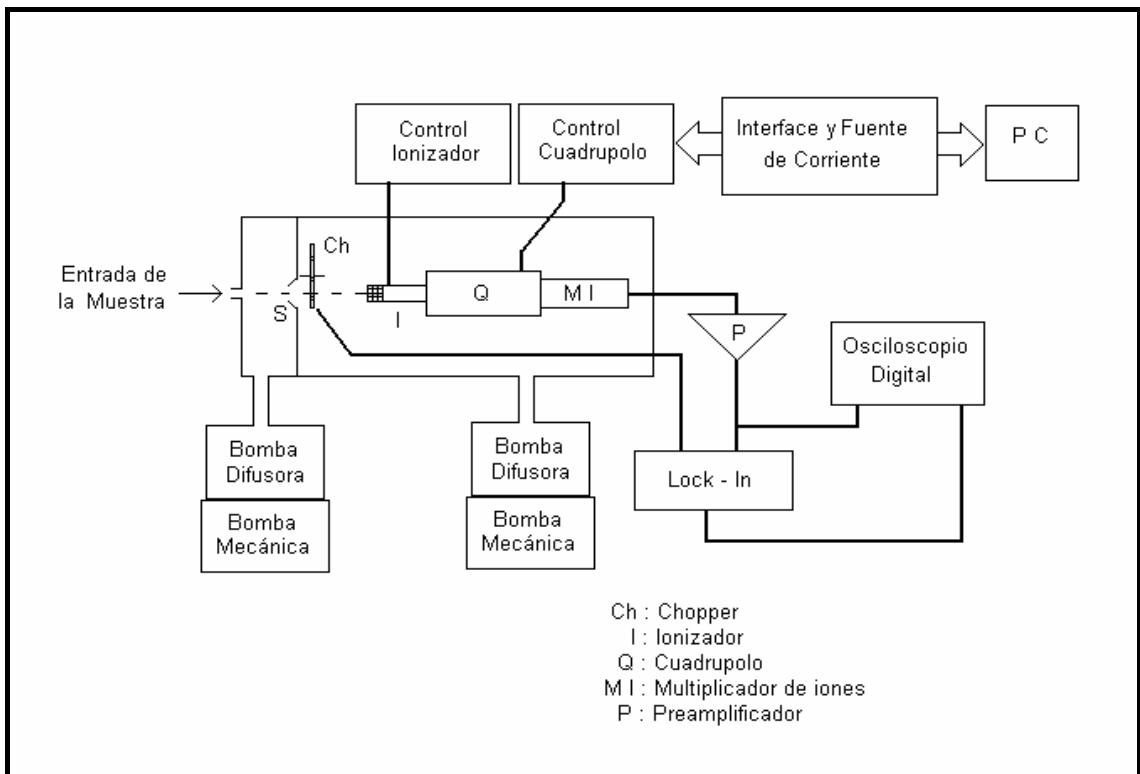 Control
Ionizador
Control
Cuadrupolo
Interface y Fuente
de Corriente
P C
Entrada de
la Muestra
Ch
S
I
Q
M I
P
Osciloscopio
Digital
Bomba
Difusora
Bomba
Mecánica
Bomba
Difusora
Bomba
Mecánica
Lock - In
Ch : Chopper
I : Ionizador
Q : Cuadrupolo
M I : Multiplicador de iones
P : Preamplificador